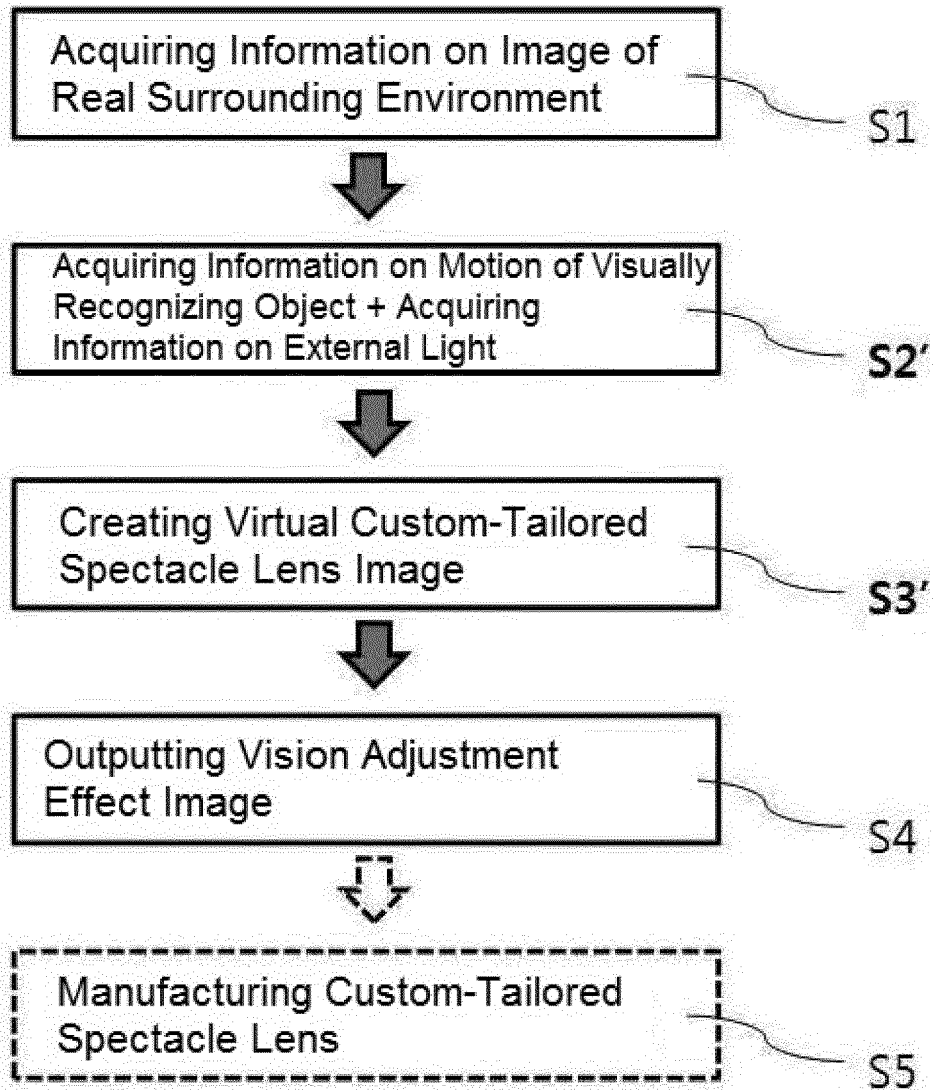 Acquiring Information on Image of
Real Surrounding Environment
S1
Acquiring Information on Motion of Visually
Recognizing Object + Acquiring
Information on External Light
S2′
Creating Virtual Custom-Tailored
Spectacle Lens Image
S3′
Outputting Vision Adjustment
Effect Image
S4
Manufacturing Custom-Tailored
Spectacle Lens
S5